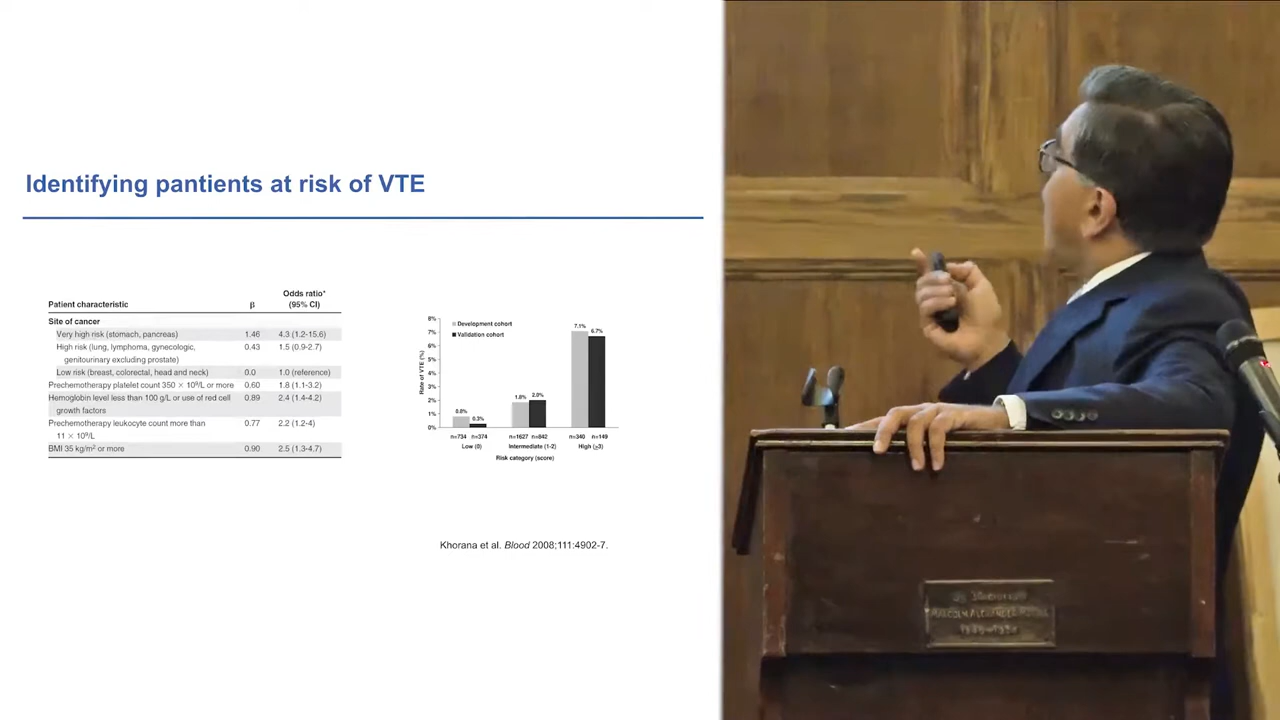 Identifying pantients at risk of VTE
Odds ratio*
Patient characteristic β (95% CI)
Site of cancer
Very high risk (stomach, pancreas) 1.46 4.3 (1.2-15.6)
High risk (lung, lymphoma, gynecologic, 0.43 1.5 (0.9-2.7)
genitourinary excluding prostate)
Low risk (breast, colorectal, head and neck) 0.0 1.0 (reference)
Prechemotherapy platelet count 350 × 10⁹/L or more 0.60 1.8 (1.1-3.2)
Hemoglobin level less than 100 g/L or use of red cell 0.89 2.4 (1.4-4.2)
growth factors
Prechemotherapy leukocyte count more than 0.77 2.2 (1.2-4)
11 × 10⁹/L
BMI 35 kg/m² or more 0.90 2.5 (1.3-4.7)
Rate of VTE (%)
8%
7%
6%
5%
4%
3%
2%
1%
0%
Development cohort
Validation cohort
0.8% 0.3%
1.8% 2.0%
7.1% 6.7%
n=734 n=374 n=1627 n=842 n=340 n=149
Low (0) Intermediate (1-2) High (≥3)
Risk category (score)
Khorana et al. Blood 2008;111:4902-7.